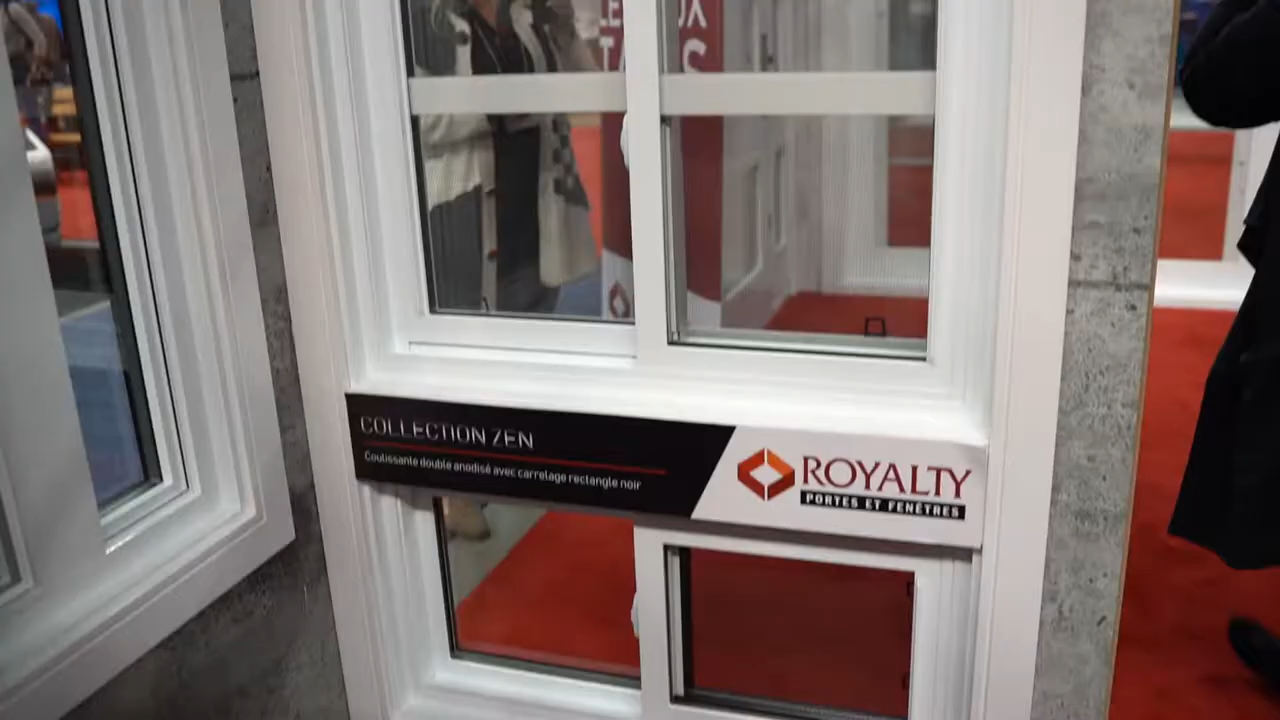 COLLECTION ZEN
Coulissante double anodisé avec carrelage rectangle noir
ROYALTY
PORTES ET FENÊTRES